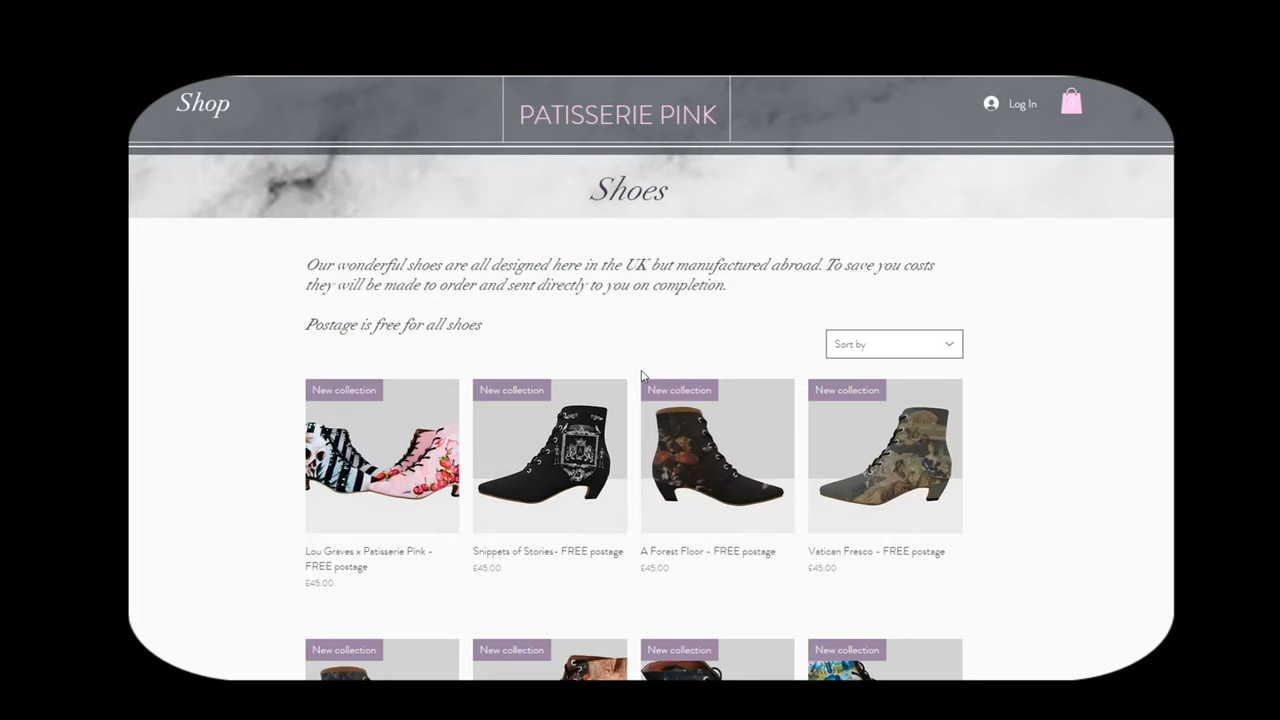 Shop
PATISSERIE PINK
Log In
0
Shoes
Our wonderful shoes are all designed here in the UK but manufactured abroad. To save you costs
they will be made to order and sent directly to you on completion.
Postage is free for all shoes
Sort by
New collection
New collection
New collection
New collection
Lou Graves x Patisserie Pink -
FREE postage
£45.00
Snippets of Stories- FREE postage
£45.00
A Forest Floor - FREE postage
£45.00
Vatican Fresco - FREE postage
£45.00
New collection
New collection
New collection
New collection